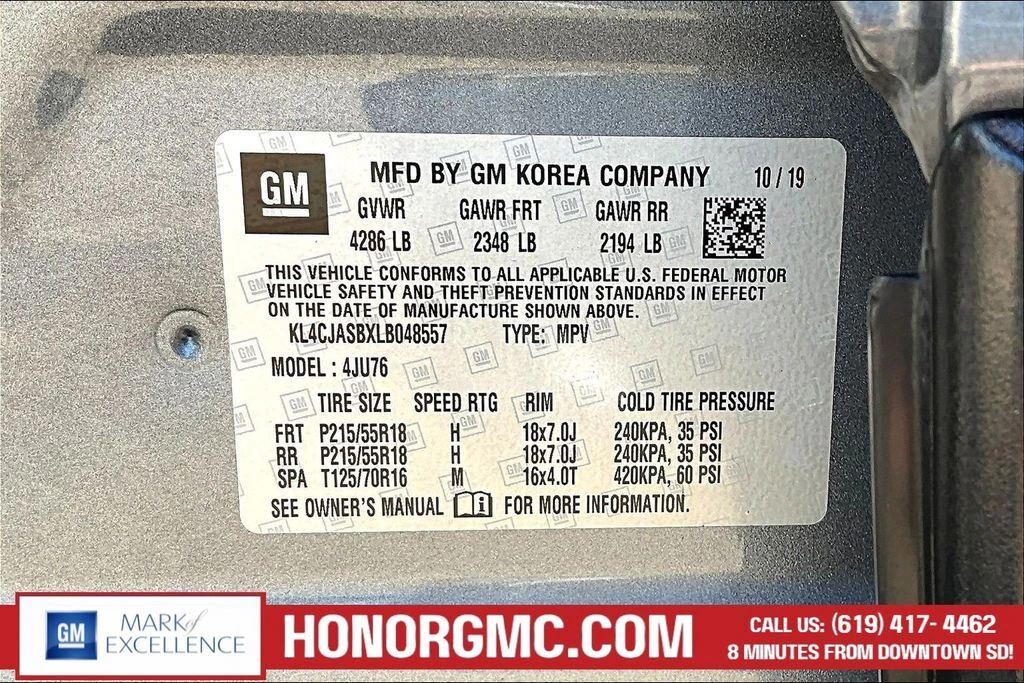 GM
MFD BY GM KOREA COMPANY 10/19
GVWR GAWR FRT GAWR RR
4286 LB 2348 LB 2194 LB
THIS VEHICLE CONFORMS TO ALL APPLICABLE U.S. FEDERAL MOTOR
VEHICLE SAFETY AND THEFT PREVENTION STANDARDS IN EFFECT
ON THE DATE OF MANUFACTURE SHOWN ABOVE.
KL4CJASBXLB048557 TYPE: MPV
MODEL : 4JU76
TIRE SIZE SPEED RTG RIM COLD TIRE PRESSURE
FRT P215/55R18 H 18x7.0J 240KPA, 35 PSI
RR P215/55R18 H 18x7.0J 240KPA, 35 PSI
SPA T125/70R16 M 16x4.0T 420KPA, 60 PSI
SEE OWNER'S MANUAL i FOR MORE INFORMATION.
GM MARK of
EXCELLENCE
HONORGMC.COM
CALL US: (619) 417- 4462
8 MINUTES FROM DOWNTOWN SD!